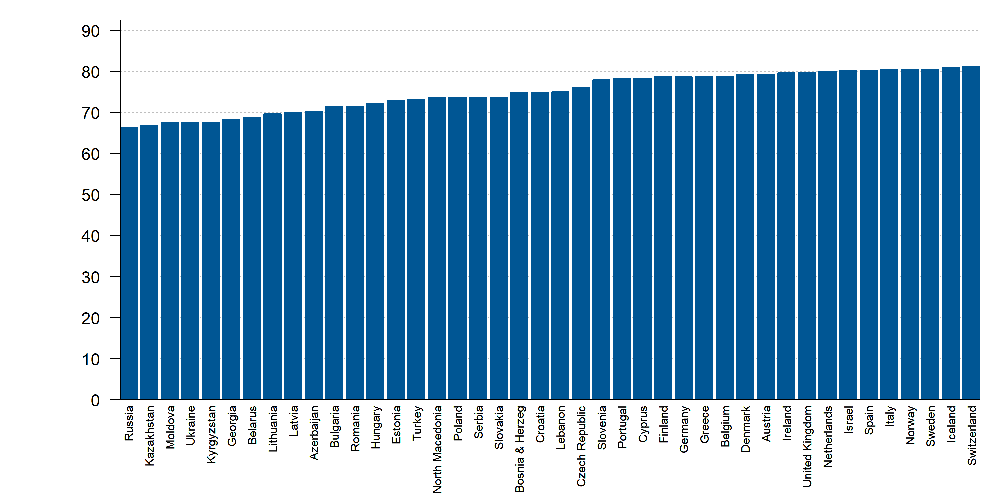 90
80
70
60
50
40
30
20
10
0
Russia
Kazakhstan
Moldova
Ukraine
Kyrgyzstan
Georgia
Belarus
Lithuania
Latvia
Azerbaijan
Bulgaria
Romania
Hungary
Estonia
Turkey
North Macedonia
Poland
Serbia
Slovakia
Bosnia & Herzeg
Croatia
Lebanon
Czech Republic
Slovenia
Portugal
Cyprus
Finland
Germany
Greece
Belgium
Denmark
Austria
Ireland
United Kingdom
Netherlands
Israel
Spain
Italy
Norway
Sweden
Iceland
Switzerland